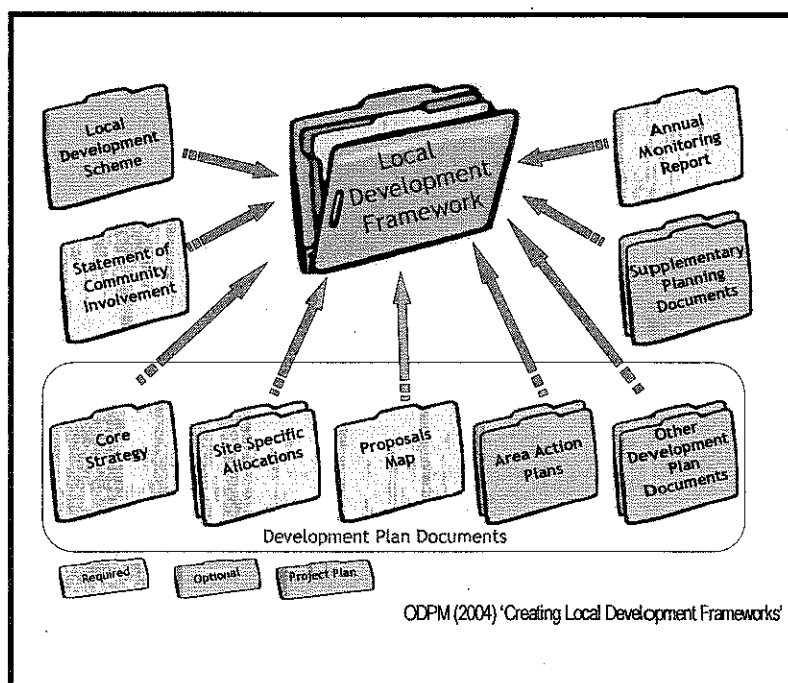 Local
Development
Scheme
Local
Development
Framework
Annual
Monitoring
Report
Statement of
Community
Involvement
Supplementary
Planning
Documents
Core
Strategy
Site Specific
Allocations
Proposals
Map
Area Action
Plans
Other
Development
Plan
Documents
Development Plan Documents
Required
Optional
Project Plan
ODPM (2004) 'Creating Local Development Frameworks'